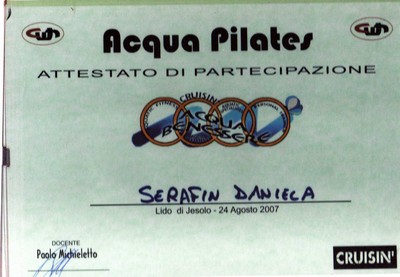 Acqua Pilates
ATTESTATO DI PARTECIPAZIONE
CRUISIN'
ACQUA
BENESSERE
SERAFIN DANIELA
Lido di Jesolo - 24 Agosto 2007
DOCENTE
Paolo Michieletto
CRUISIN'